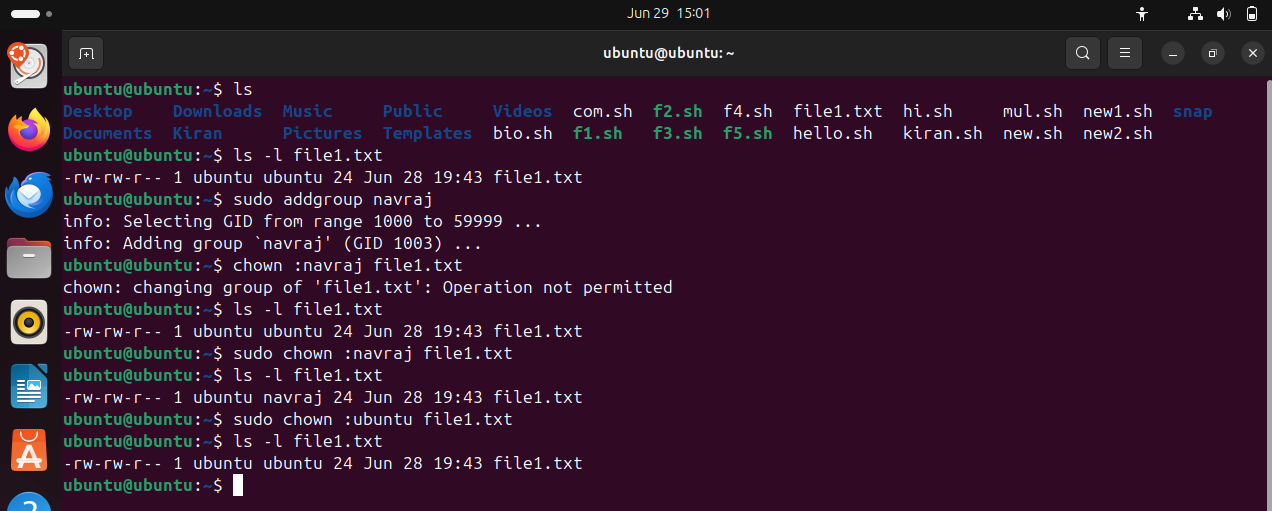 Jun 29 15:01
ubuntu@ubuntu: ~
ubuntu@ubuntu:~$ ls
Desktop Downloads Music Public Videos com.sh f2.sh f4.sh file1.txt hi.sh mul.sh new1.sh snap
Documents Kiran Pictures Templates bio.sh f1.sh f3.sh f5.sh hello.sh kiran.sh new.sh new2.sh
ubuntu@ubuntu:~$ ls -l file1.txt
-rw-rw-r-- 1 ubuntu ubuntu 24 Jun 28 19:43 file1.txt
ubuntu@ubuntu:~$ sudo addgroup navraj
info: Selecting GID from range 1000 to 59999 ...
info: Adding group `navraj' (GID 1003) ...
ubuntu@ubuntu:~$ chown :navraj file1.txt
chown: changing group of 'file1.txt': Operation not permitted
ubuntu@ubuntu:~$ ls -l file1.txt
-rw-rw-r-- 1 ubuntu ubuntu 24 Jun 28 19:43 file1.txt
ubuntu@ubuntu:~$ sudo chown :navraj file1.txt
ubuntu@ubuntu:~$ ls -l file1.txt
-rw-rw-r-- 1 ubuntu navraj 24 Jun 28 19:43 file1.txt
ubuntu@ubuntu:~$ sudo chown :ubuntu file1.txt
ubuntu@ubuntu:~$ ls -l file1.txt
-rw-rw-r-- 1 ubuntu ubuntu 24 Jun 28 19:43 file1.txt
ubuntu@ubuntu:~$